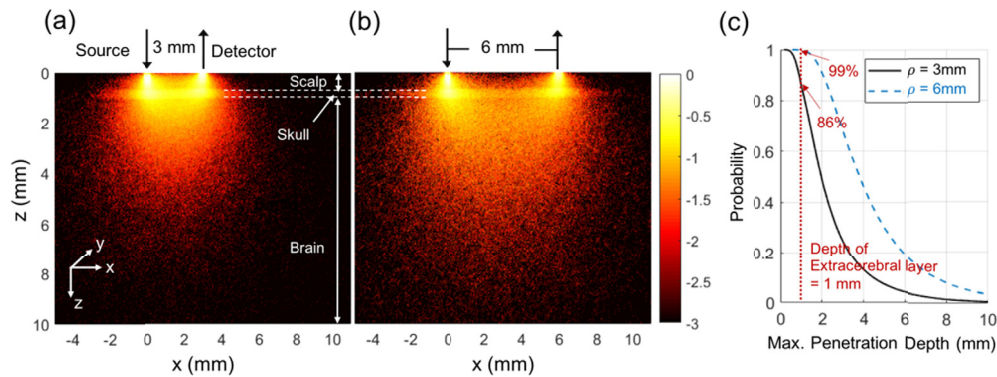 (a)
Source
3 mm
Detector
Scalp
Skull
Brain
y
x
z
0
2
4
6
8
10
z (mm)
-4
-2
0
2
4
6
8
10
x (mm)
(b)
6 mm
-4
-2
0
2
4
6
8
10
x (mm)
0
-0.5
-1
-1.5
-2
-2.5
-3
(c)
1
0.8
0.6
0.4
0.2
0
Probability
99%
86%
ρ = 3mm
ρ = 6mm
Depth of
Extracerebral layer
= 1 mm
0
2
4
6
8
10
Max. Penetration Depth (mm)